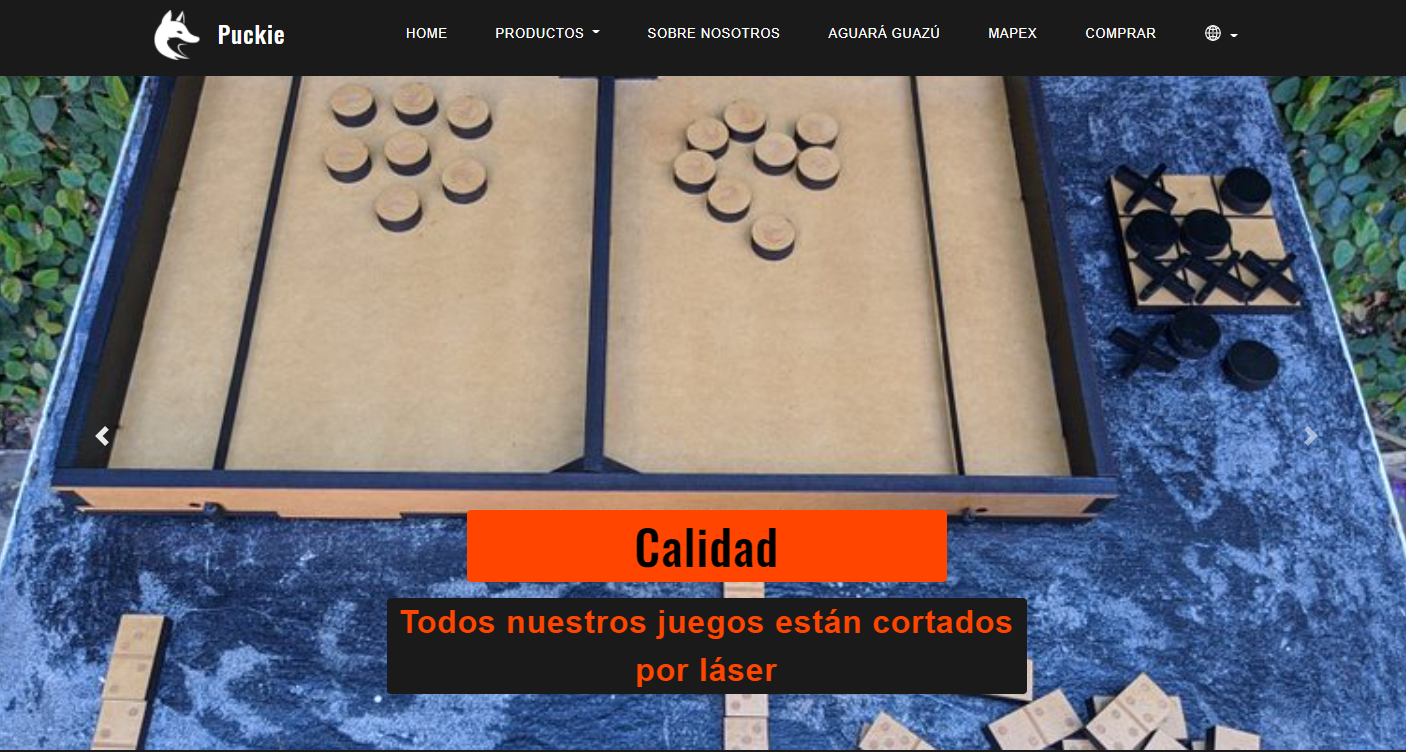 Puckie
HOME
PRODUCTOS
SOBRE NOSOTROS
AGUARÁ GUAZÚ
MAPEX
COMPRAR
Calidad
Todos nuestros juegos están cortados
por láser